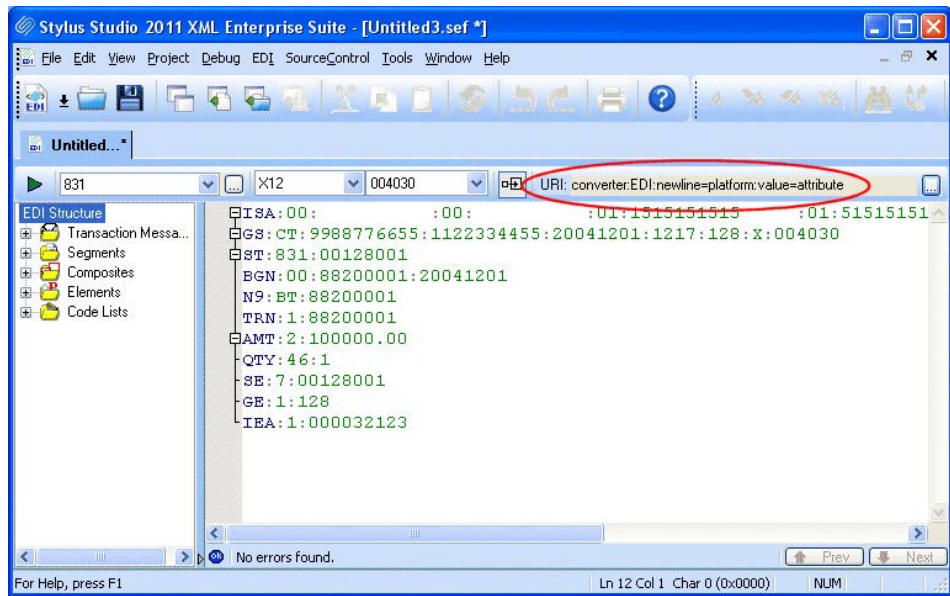 Stylus Studio 2011 XML Enterprise Suite - [Untitled3.sef *]
File Edit View Project Debug EDI SourceControl Tools Window Help
EDI
Untitled...*
831 ... X12 004030 URI: converter:EDI:newline=platform:value=attribute ...
EDI Structure
Transaction Messa...
Segments
Composites
Elements
Code Lists
ISA:00: :00: :01:1515151515 :01:51515151
GS:CT:9988776655:1122334455:20041201:1217:128:X:004030
ST:831:00128001
BGN:00:88200001:20041201
N9:BT:88200001
TRN:1:88200001
AMT:2:100000.00
QTY:46:1
SE:7:00128001
GE:1:128
IEA:1:000032123
ok No errors found. Prev Next
For Help, press F1 Ln 12 Col 1 Char 0 (0x0000) NUM